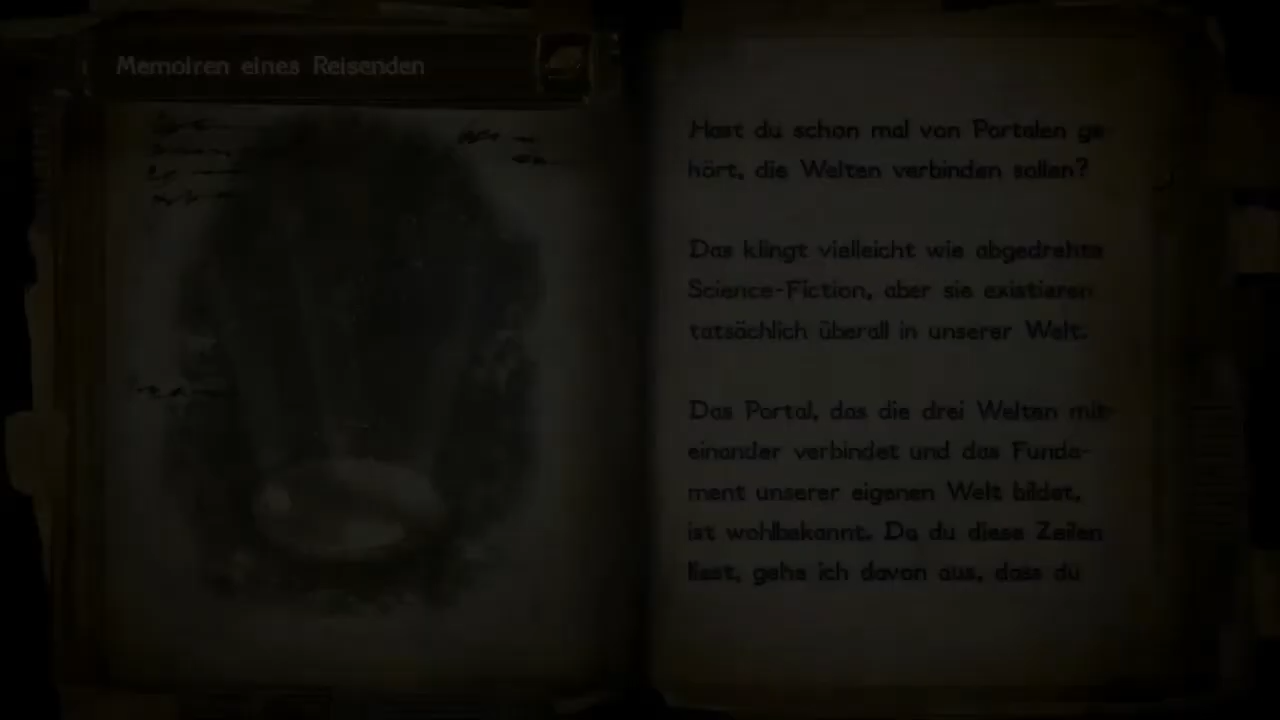 Memoiren eines Reisenden
Hast du schon mal von Portalen ge-
hört, die Welten verbinden sollen?
Das klingt vielleicht wie abgedrehte
Science-Fiction, aber sie existieren
tatsächlich überall in unserer Welt.
Das Portal, das die drei Welten mit-
einander verbindet und das Funda-
ment unserer eigenen Welt bildet,
ist wohlbekannt. Da du diese Zeilen
liest, gehe ich davon aus, dass du